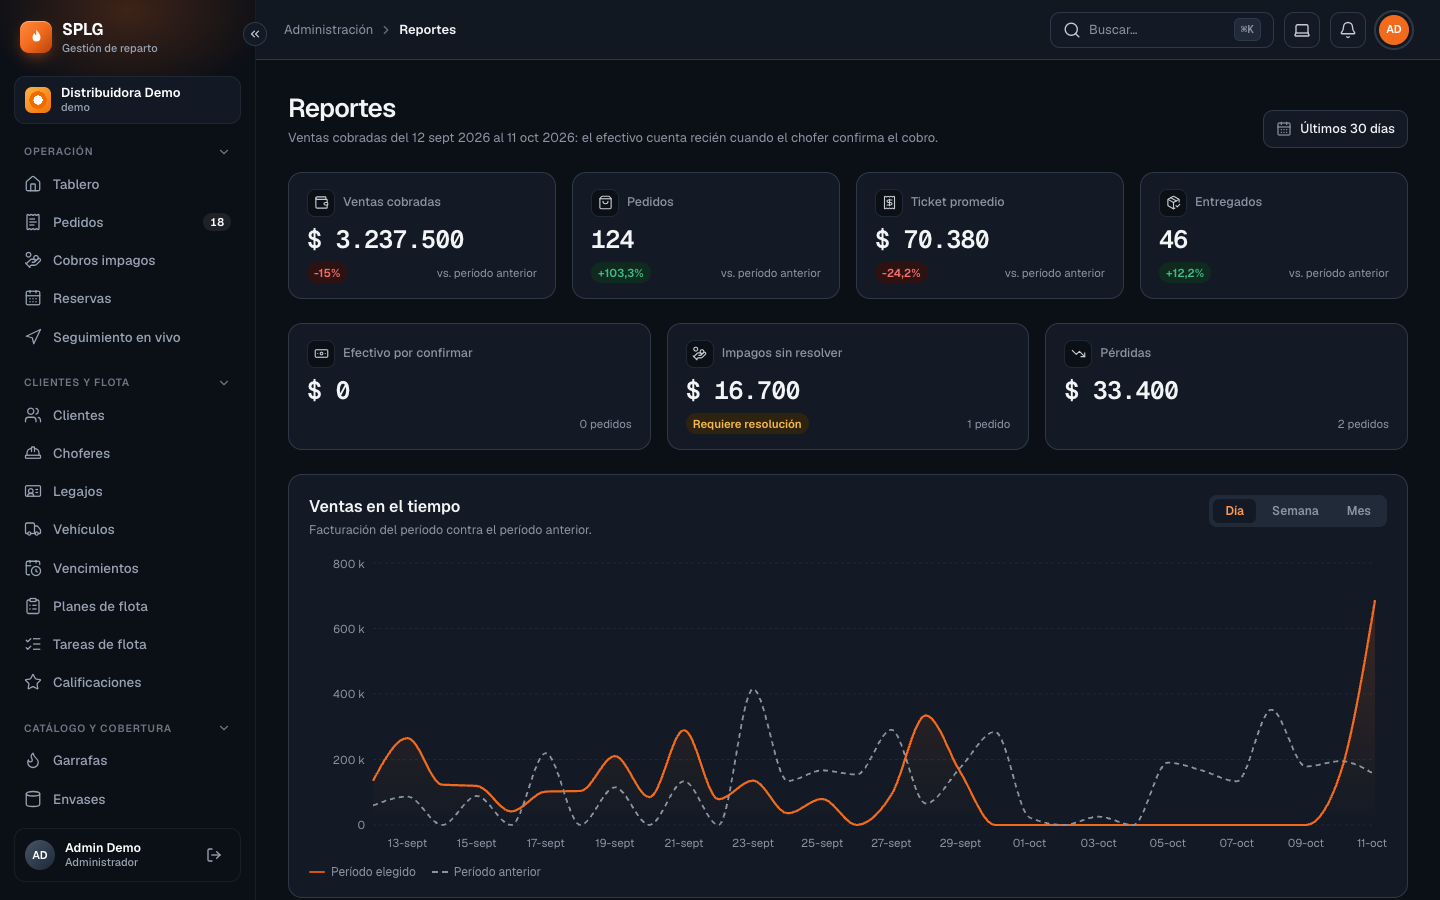 SPLG
Gestión de reparto
Distribuidora Demo
demo
OPERACIÓN
Tablero
Pedidos 18
Cobros impagos
Reservas
Seguimiento en vivo
CLIENTES Y FLOTA
Clientes
Choferes
Legajos
Vehículos
Vencimientos
Planes de flota
Tareas de flota
Calificaciones
CATÁLOGO Y COBERTURA
Garrafas
Envases
AD
Admin Demo
Administrador
Administración Reportes
Buscar… ⌘K
AD
Reportes
Ventas cobradas del 12 sept 2026 al 11 oct 2026: el efectivo cuenta recién cuando el chofer confirma el cobro.
Últimos 30 días
Ventas cobradas
$ 3.237.500
-15% vs. período anterior
Pedidos
124
+103,3% vs. período anterior
Ticket promedio
$ 70.380
-24,2% vs. período anterior
Entregados
46
+12,2% vs. período anterior
Efectivo por confirmar
$ 0
0 pedidos
Impagos sin resolver
$ 16.700
Requiere resolución 1 pedido
Pérdidas
$ 33.400
2 pedidos
Ventas en el tiempo
Facturación del período contra el período anterior.
Día Semana Mes
800 k
600 k
400 k
200 k
0
13-sept 15-sept 17-sept 19-sept 21-sept 23-sept 25-sept 27-sept 29-sept 01-oct 03-oct 05-oct 07-oct 09-oct 11-oct
Período elegido Período anterior